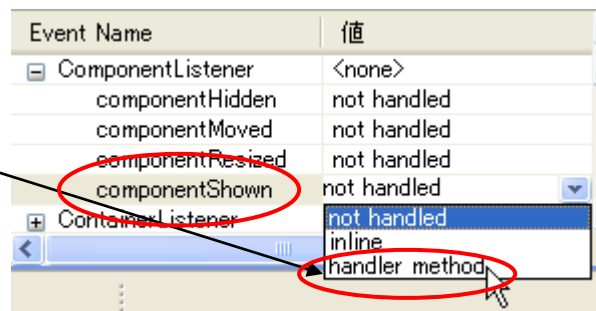 Event Name 値
ComponentListener <none>
componentHidden not handled
componentMoved not handled
componentResized not handled
componentShown not handled
ContainerListener not handled
inline
handler method